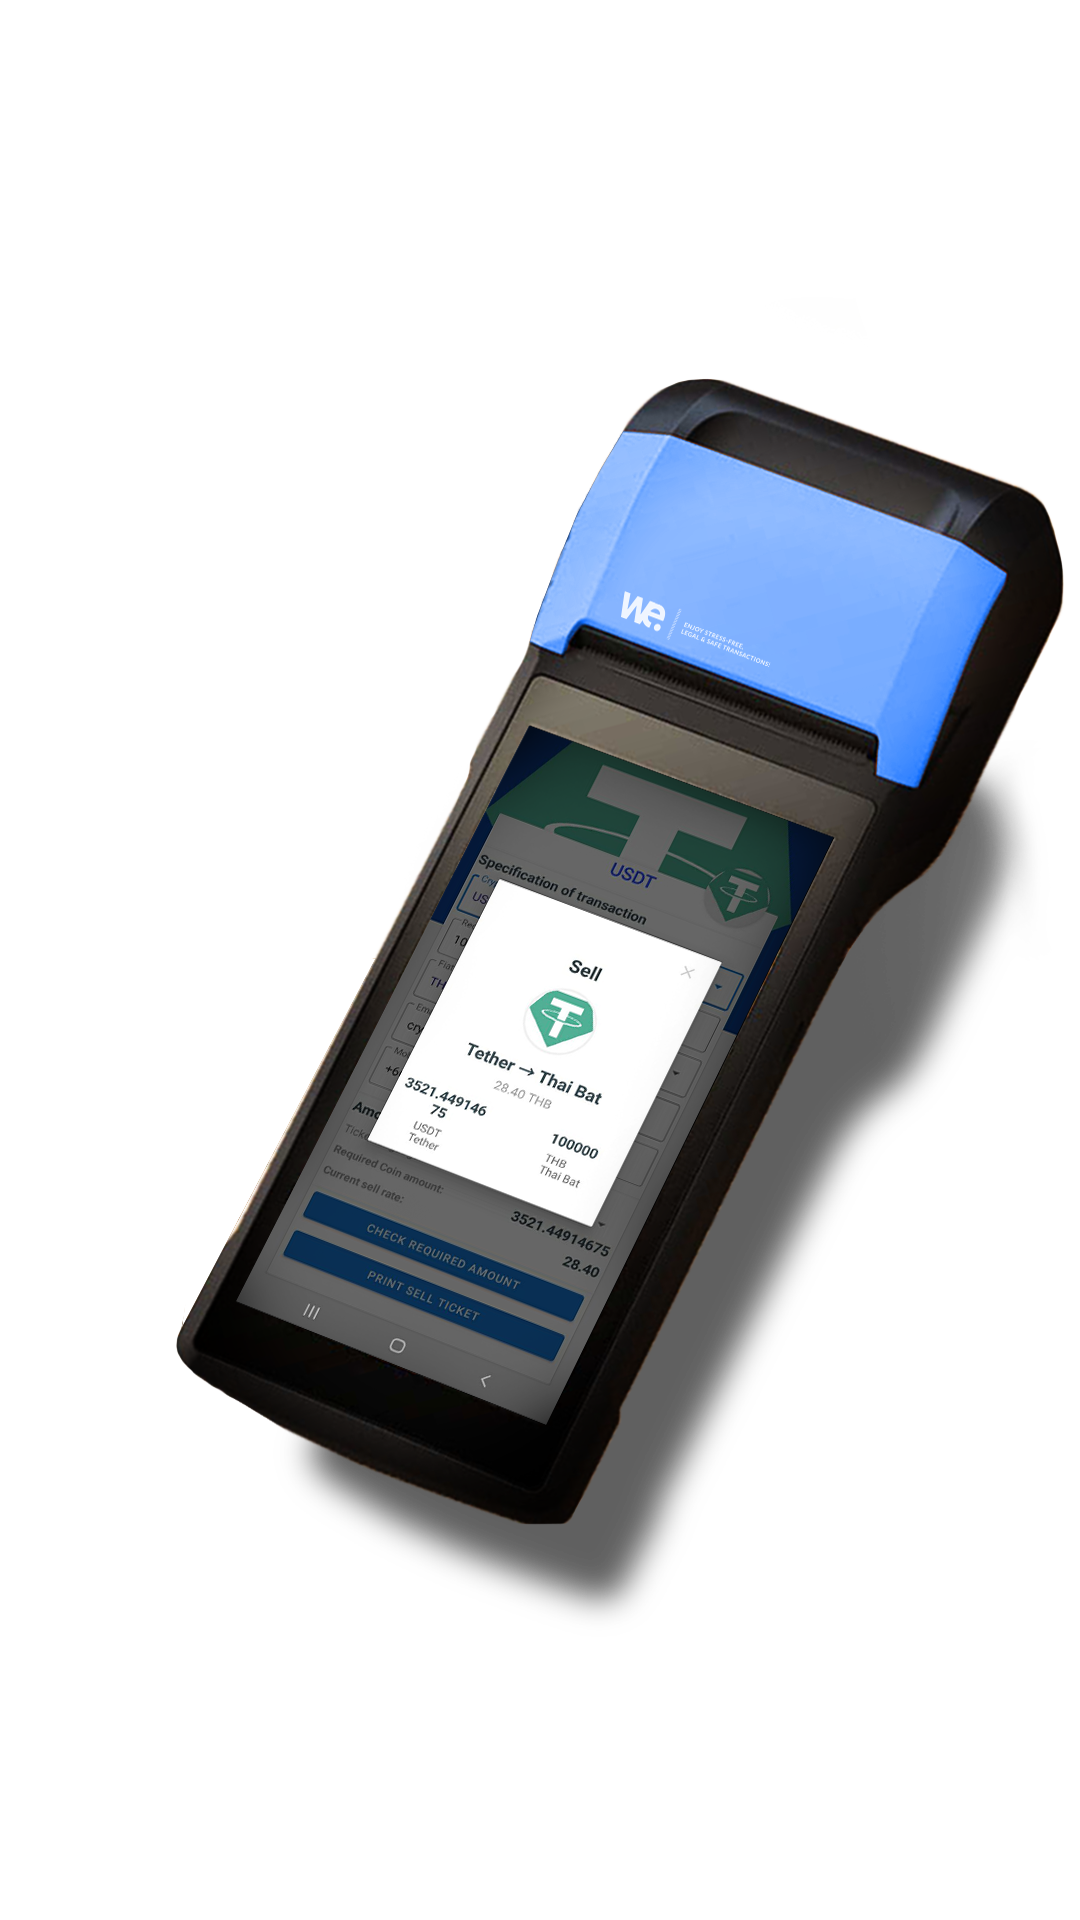 we.
ENJOY STRESS-FREE,
LEGAL & SAFE TRANSACTIONS!
USDT
Specification of transaction
Sell
Tether → Thai Bat
28.40 THB
3521.449146
75
USDT
Tether
100000
THB
Thai Bat
Required Coin amount:
3521.44914675
Current sell rate:
28.40
CHECK REQUIRED AMOUNT
PRINT SELL TICKET